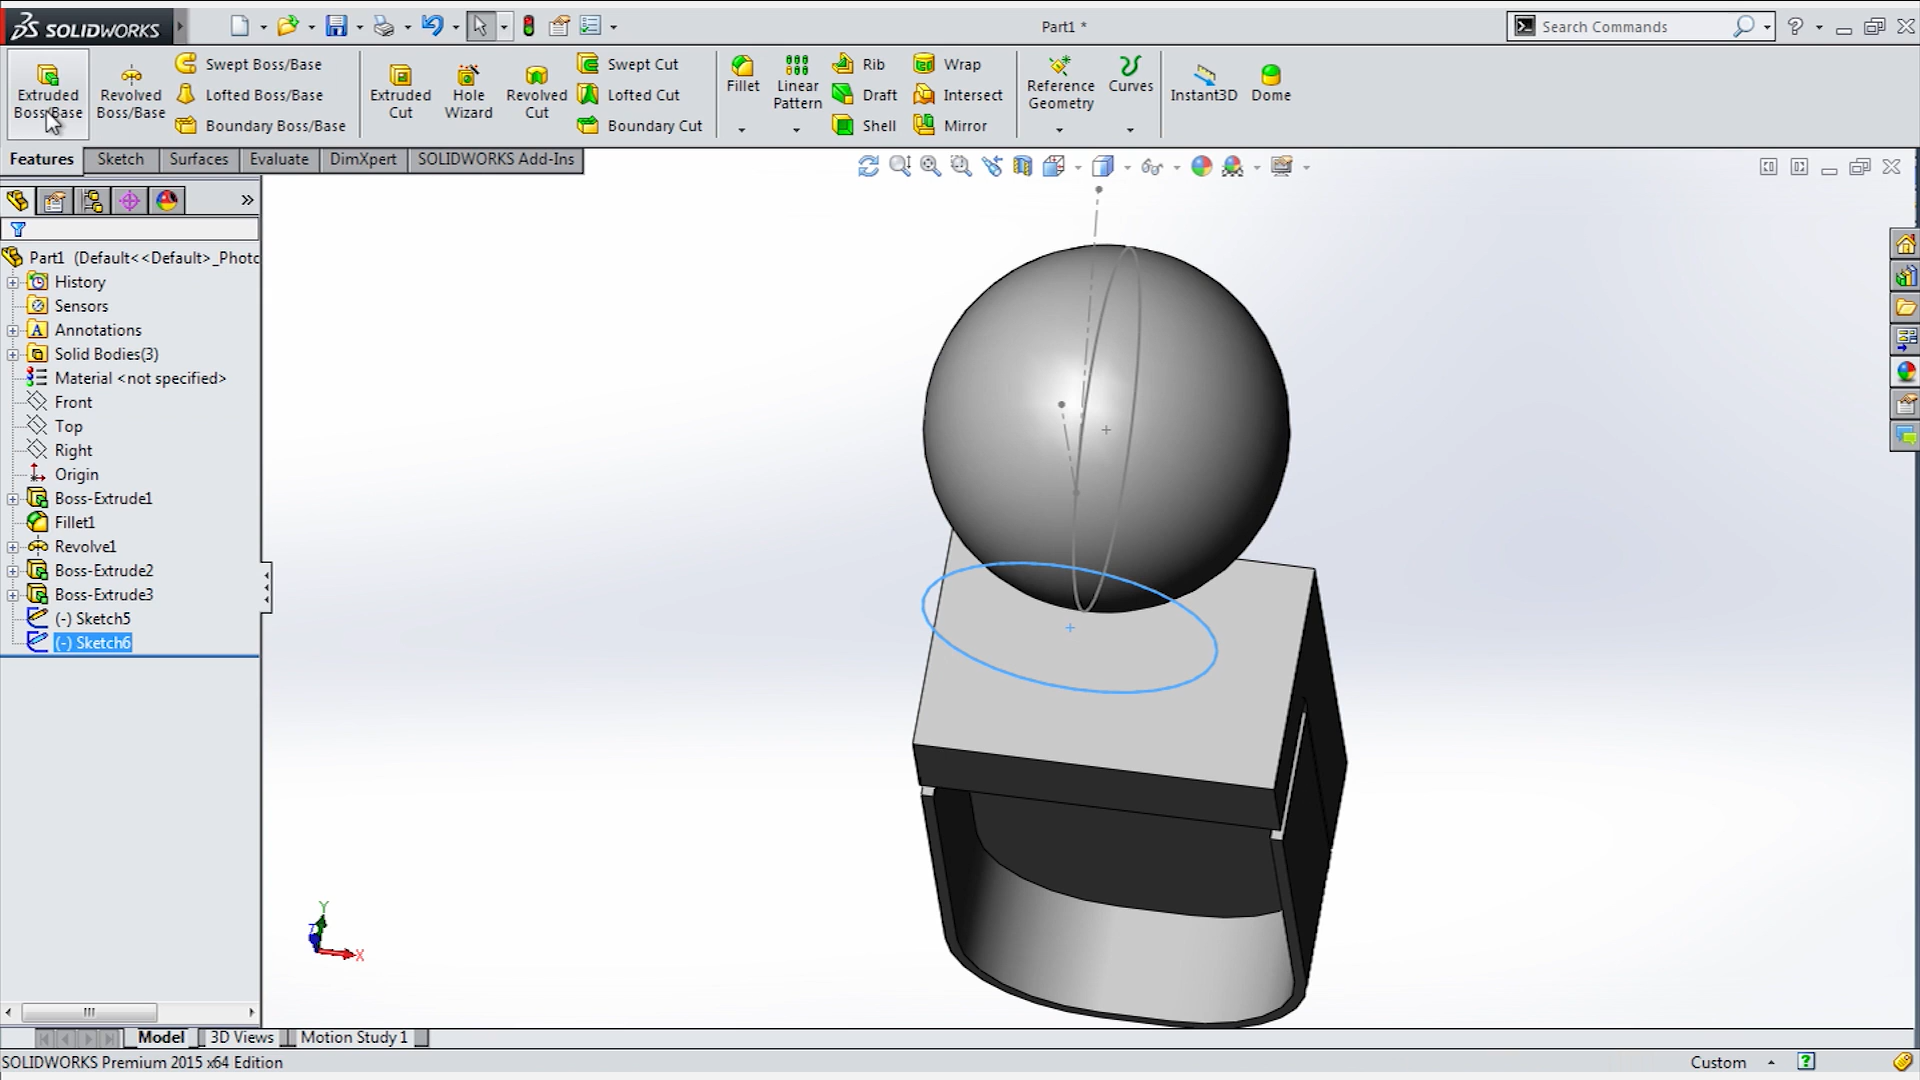 SOLIDWORKS
Part1 *
Search Commands
Extruded Boss/Base
Revolved Boss/Base
Swept Boss/Base
Lofted Boss/Base
Boundary Boss/Base
Extruded Cut
Hole Wizard
Revolved Cut
Swept Cut
Lofted Cut
Boundary Cut
Fillet
Linear Pattern
Rib
Draft
Shell
Wrap
Intersect
Mirror
Reference Geometry
Curves
Instant3D
Dome
Features
Sketch
Surfaces
Evaluate
DimXpert
SOLIDWORKS Add-Ins
Part1 (Default<<Default>_Photo
History
Sensors
Annotations
Solid Bodies(3)
Material <not specified>
Front
Top
Right
Origin
Boss-Extrude1
Fillet1
Revolve1
Boss-Extrude2
Boss-Extrude3
(-) Sketch5
(-) Sketch6
Y
X
Model
3D Views
Motion Study 1
SOLIDWORKS Premium 2015 x64 Edition
Custom